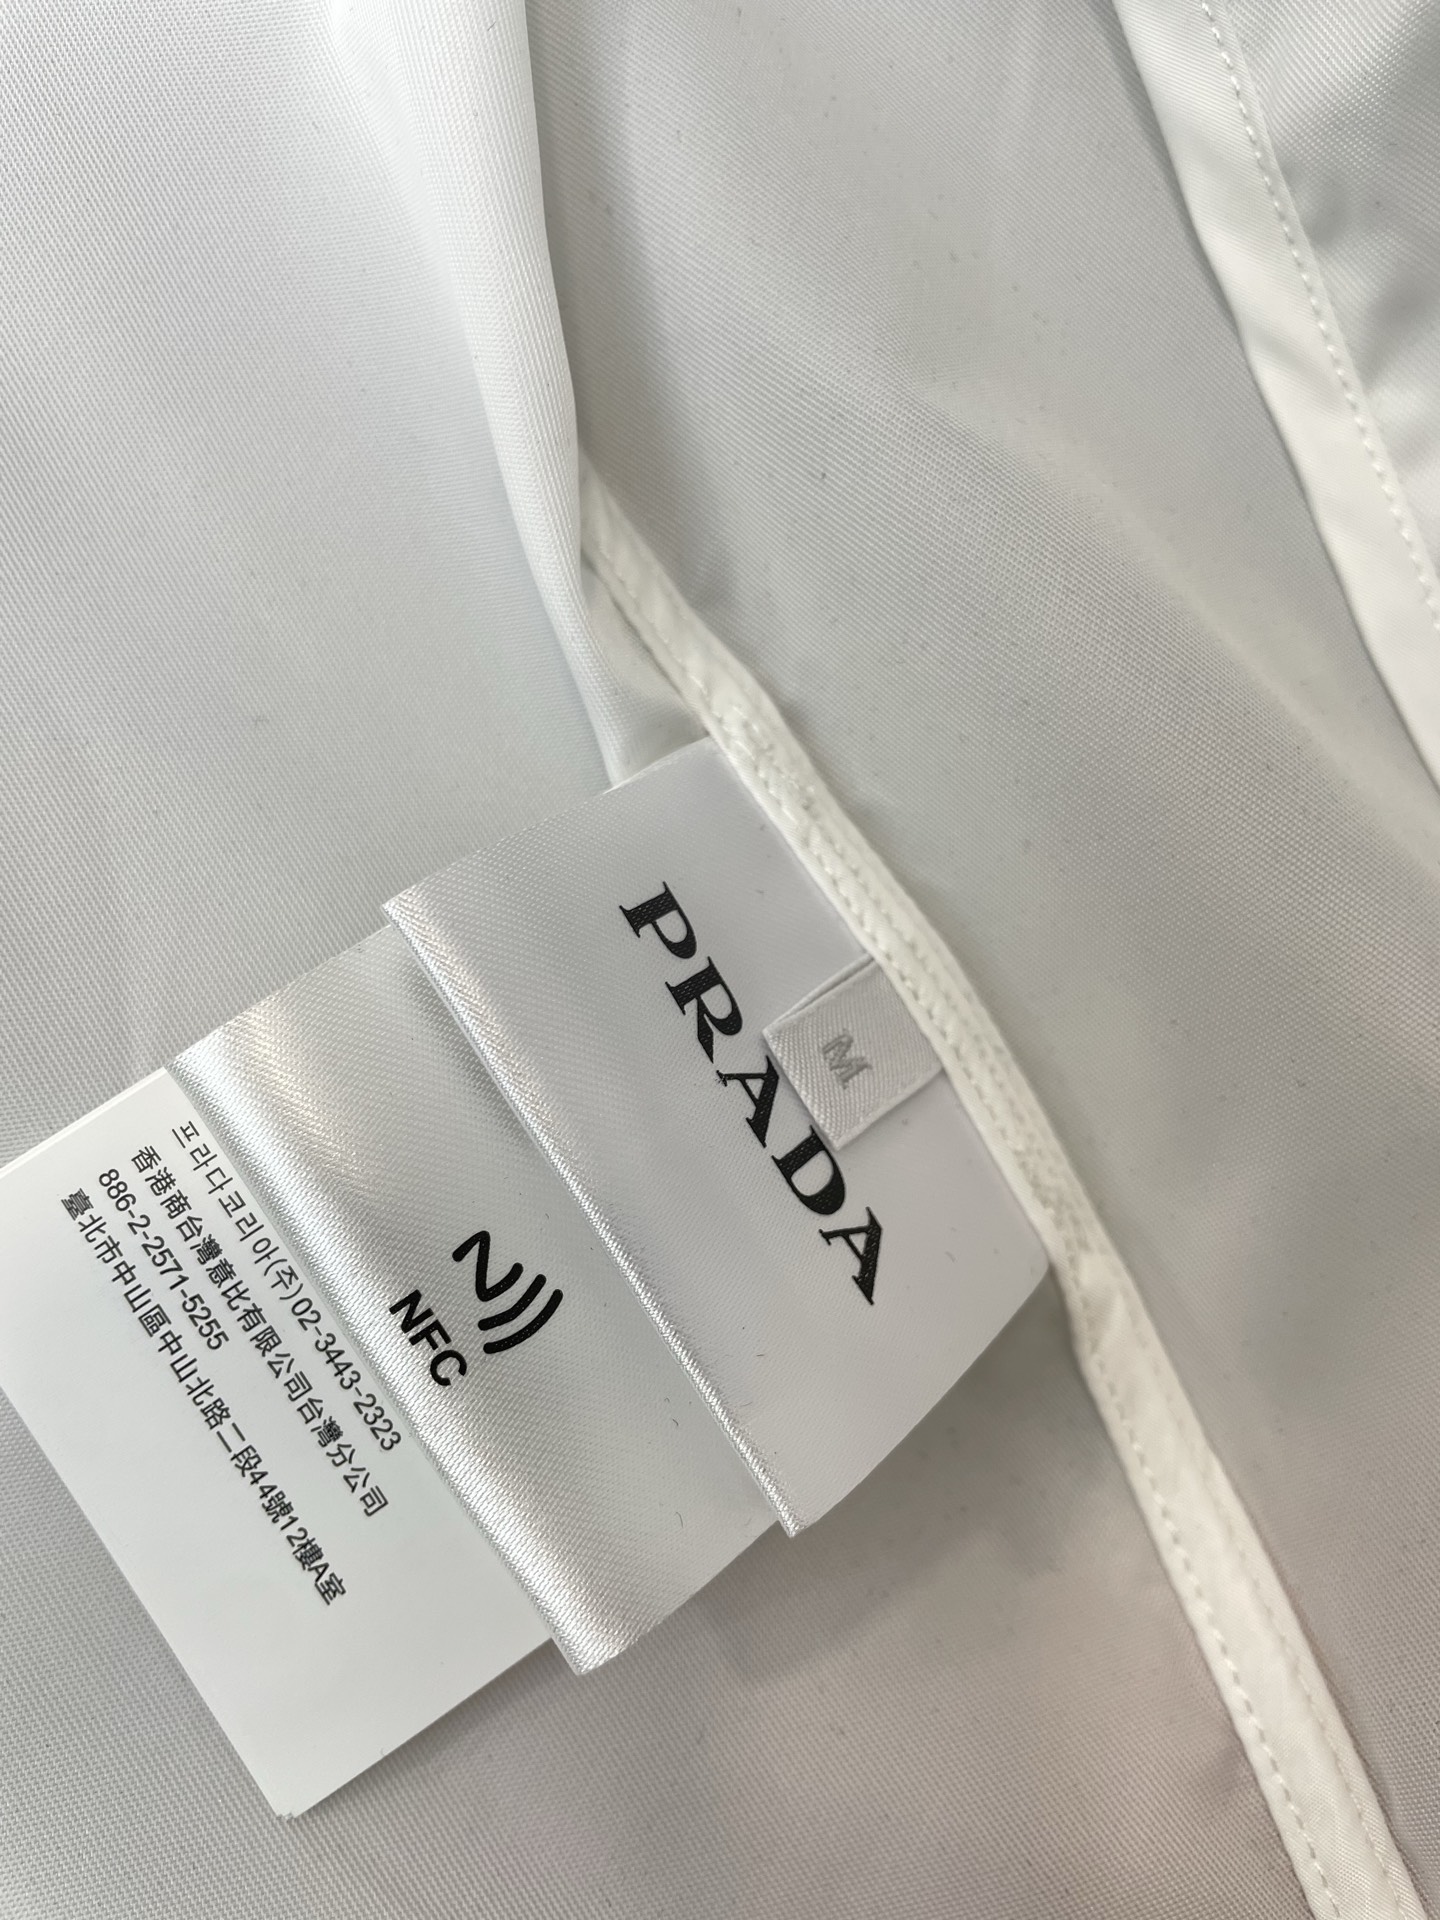 PRADA
M
NFC
프라다코리아(주)02-3443-2323
香港商台灣意比有限公司台灣分公司
886-2-2571-5255
臺北市中山區中山北路二段44號12樓A室